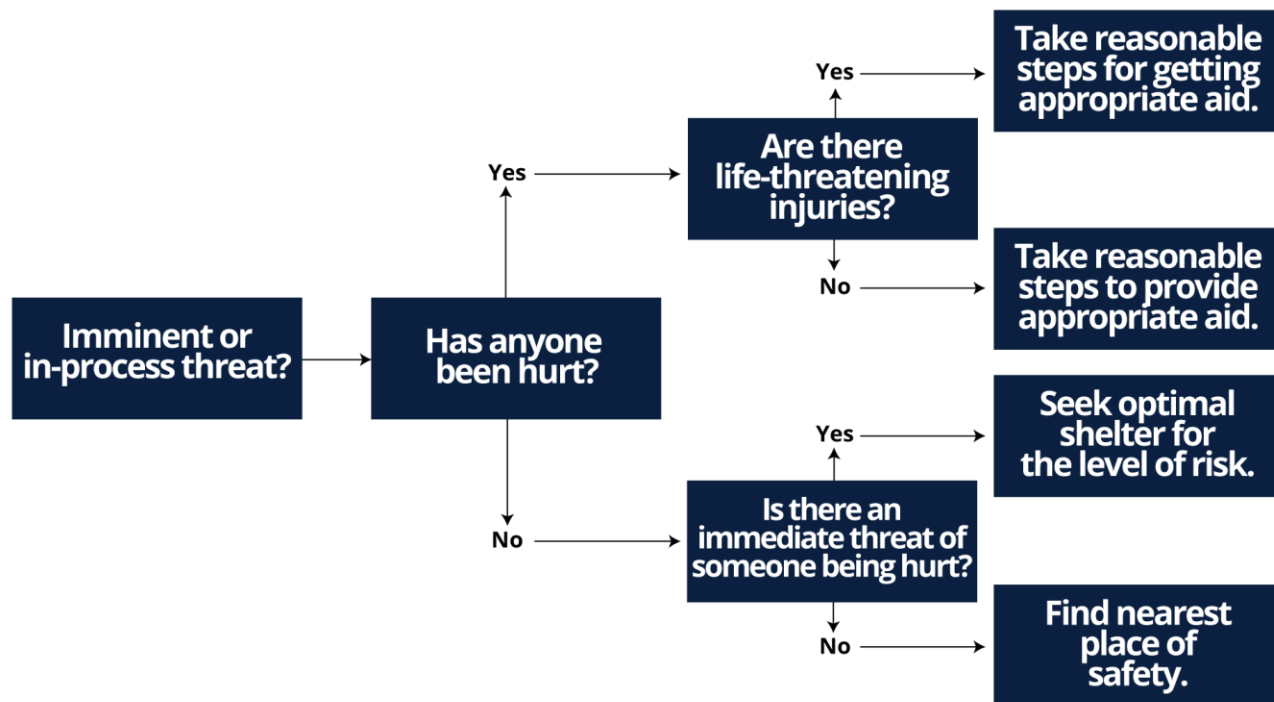 Imminent or
in-process threat?
Has anyone
been hurt?
Yes
Are there
life-threatening
injuries?
Yes
Take reasonable
steps for getting
appropriate aid.
No
Take reasonable
steps to provide
appropriate aid.
No
Is there an
immediate threat of
someone being hurt?
Yes
Seek optimal
shelter for
the level of risk.
No
Find nearest
place of
safety.